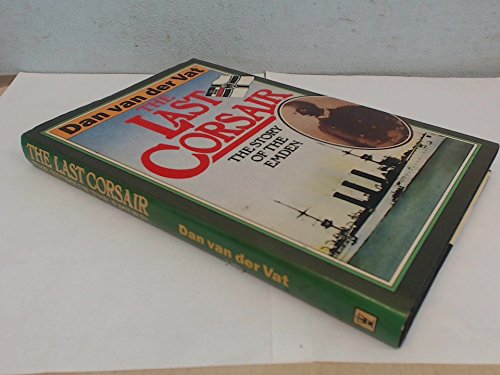 Dan van der Vat
THE
LAST
CORSAIR
THE STORY
OF THE
EMDEN
THE LAST CORSAIR
Dan van der Vat